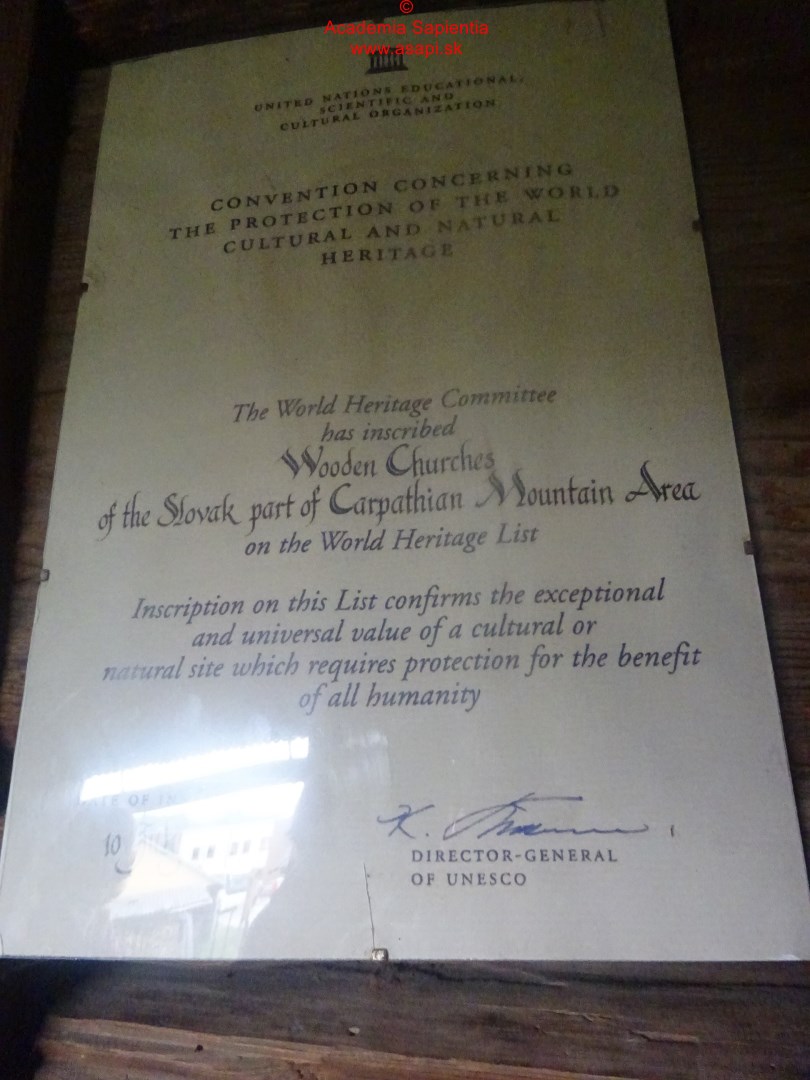 ©
Academia Sapientia
www.asapi.sk
UNITED NATIONS EDUCATIONAL,
SCIENTIFIC AND
CULTURAL ORGANIZATION
CONVENTION CONCERNING
THE PROTECTION OF THE WORLD
CULTURAL AND NATURAL
HERITAGE
The World Heritage Committee
has inscribed
Wooden Churches
of the Slovak part of Carpathian Mountain Area
on the World Heritage List
Inscription on this List confirms the exceptional
and universal value of a cultural or
natural site which requires protection for the benefit
of all humanity
DATE OF
10
K.
DIRECTOR-GENERAL
OF UNESCO